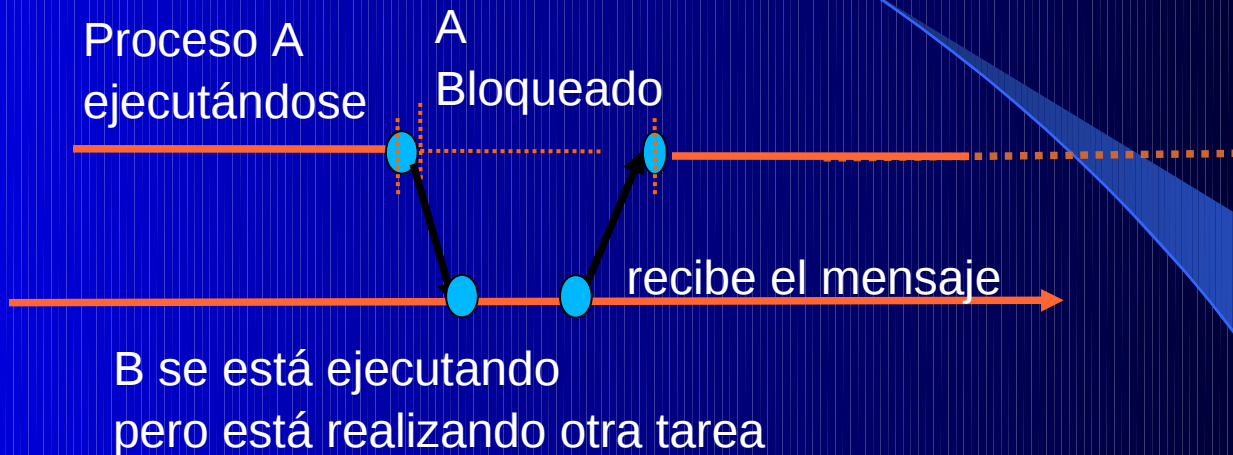 Proceso A
ejecutándose
A
Bloqueado
recibe el mensaje
B se está ejecutando
pero está realizando otra tarea